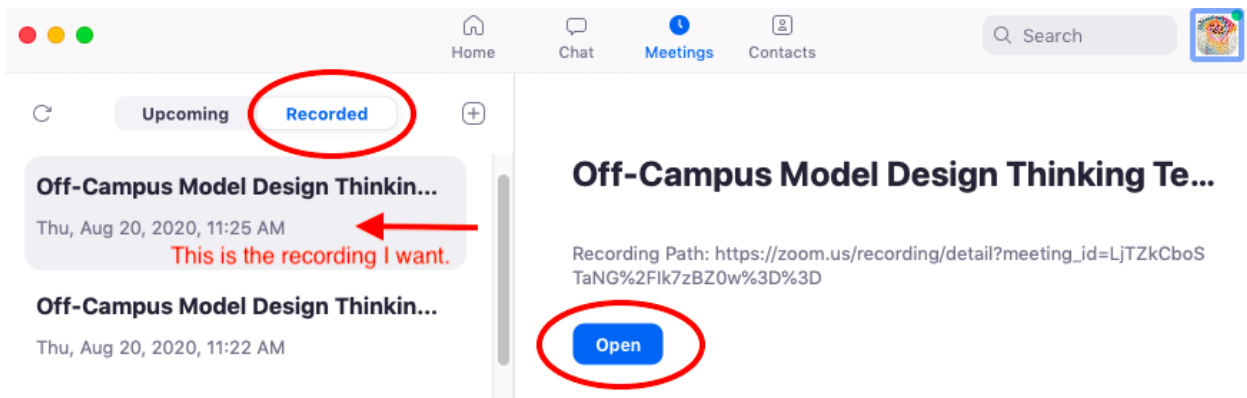 Home
Chat
Meetings
Contacts
Search
Upcoming
Recorded
Off-Campus Model Design Thinkin...
Thu, Aug 20, 2020, 11:25 AM
This is the recording I want.
Off-Campus Model Design Thinkin...
Thu, Aug 20, 2020, 11:22 AM
Off-Campus Model Design Thinking Te...
Recording Path: https://zoom.us/recording/detail?meeting_id=LjTZkCboS
TaNG%2FIk7zBZ0w%3D%3D
Open